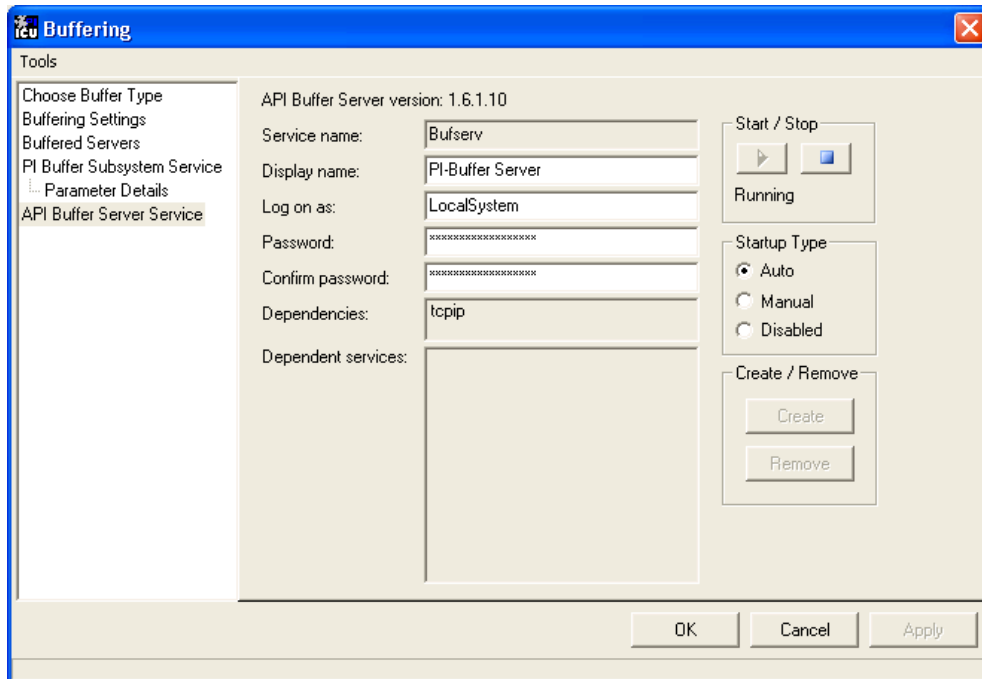 ICU Buffering
Tools
Choose Buffer Type
Buffering Settings
Buffered Servers
PI Buffer Subsystem Service
Parameter Details
API Buffer Server Service
API Buffer Server version: 1.6.1.10
Service name: Bufserv
Display name: PI-Buffer Server
Log on as: LocalSystem
Password: ******************
Confirm password: ******************
Dependencies: tcpip
Dependent services:
Start / Stop
Running
Startup Type
Auto
Manual
Disabled
Create / Remove
Create
Remove
OK Cancel Apply